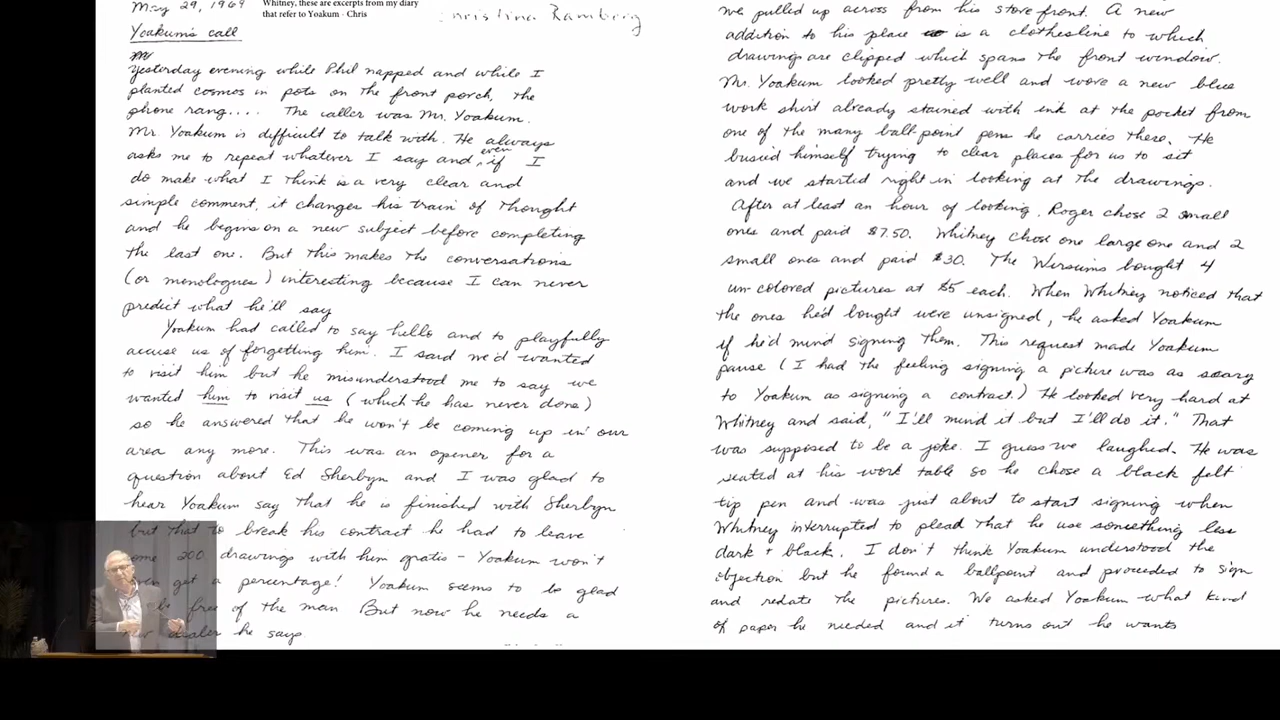 May 29, 1969
Whitney, these are excerpts from my diary
that refer to Yoakum - Chris
Christina Ramberg
Yoakum's call
Yesterday evening while Phil napped and while I
planted cosmos in pots on the front porch, the
phone rang.... The caller was Mr. Yoakum.
Mr. Yoakum is difficult to talk with. He always
asks me to repeat whatever I say and even if I
do make what I think is a very clear and
simple comment, it changes his train of thought
and he begins on a new subject before completing
the last one. But this makes the conversations
(or monologues) interesting because I can never
predict what he'll say
Yoakum had called to say hello and to playfully
accuse us of forgetting him. I said we'd wanted
to visit him but he misunderstood me to say we
wanted him to visit us (which he has never done)
so he answered that he won't be coming up in our
area any more. This was an opener for a
question about Ed Sherbyn and I was glad to
hear Yoakum say that he is finished with Sherbyn
but that to break his contract he had to leave
some 200 drawings with him gratis - Yoakum won't
even get a percentage! Yoakum seems to be glad
to be free of the man But now he needs a
new dealer he says.
we pulled up across from his store front. A new
addition to his place is a clothesline to which
drawings are clipped which spans the front window.
Mr. Yoakum looked pretty well and wore a new blue
work shirt already stained with ink at the pocket from
one of the many ball point pens he carries there. He
busied himself trying to clear places for us to sit
and we started right in looking at the drawings.
After at least an hour of looking, Roger chose 2 small
ones and paid $7.50. Whitney chose one large one and 2
small ones and paid $30. The Wirsums bought 4
un-colored pictures at $5 each. When Whitney noticed that
the ones he'd bought were unsigned, he asked Yoakum
if he'd mind signing them. This request made Yoakum
pause (I had the feeling signing a picture was as scary
to Yoakum as signing a contract.) He looked very hard at
Whitney and said, "I'll mind it but I'll do it." That
was supposed to be a joke. I guess we laughed. He was
seated at his work table so he chose a black felt
tip pen and was just about to start signing when
Whitney interrupted to plead that he use something less
dark + black. I don't think Yoakum understood the
objection but he found a ballpoint and proceeded to sign
and redate the pictures. We asked Yoakum what kind
of paper he needed and it turns out he wants